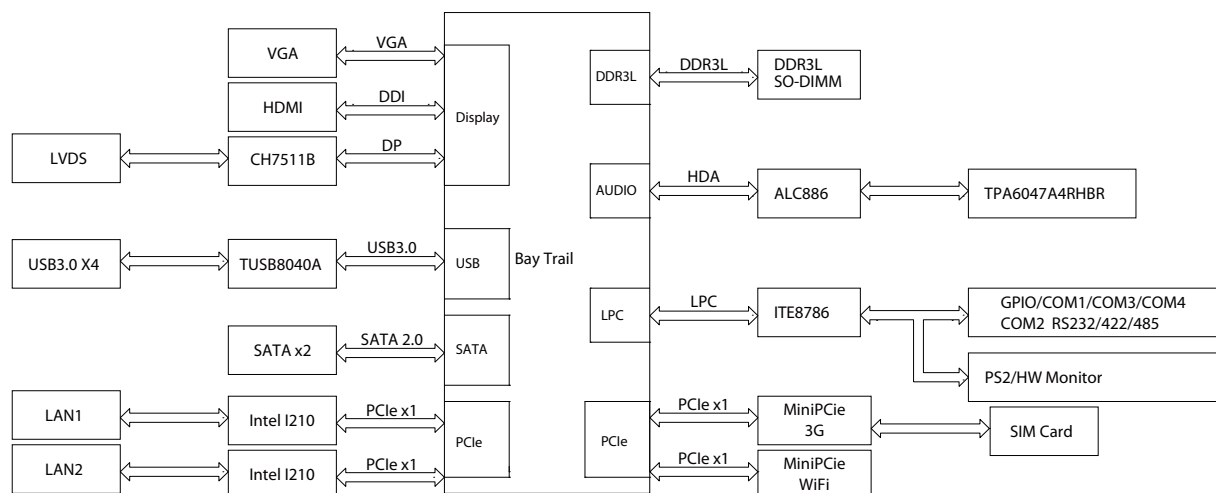 VGA
VGA
HDMI
DDI
Display
LVDS
CH7511B
DP
USB3.0 X4
TUSB8040A
USB3.0
USB
Bay Trail
SATA x2
SATA 2.0
SATA
LAN1
Intel I210
PCIe x1
PCIe
LAN2
Intel I210
PCIe x1
DDR3L
DDR3L
DDR3L
SO-DIMM
AUDIO
HDA
ALC886
TPA6047A4RHBR
LPC
LPC
ITE8786
GPIO/COM1/COM3/COM4
COM2 RS232/422/485
PS2/HW Monitor
PCIe
PCIe x1
MiniPCie
3G
SIM Card
PCIe x1
MiniPCie
WiFi